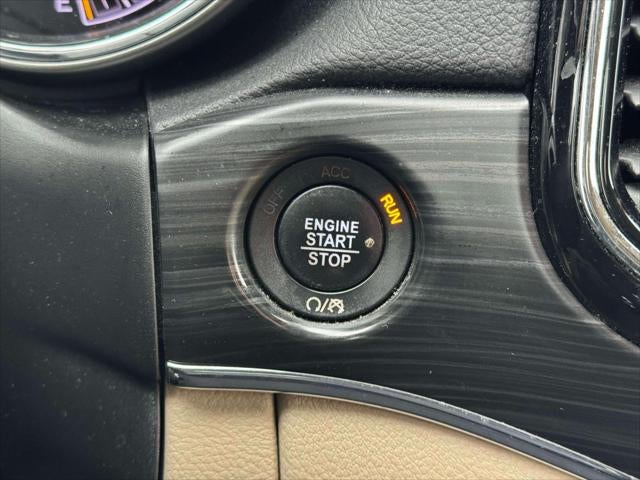 E
ACC
OFF
RUN
ENGINE
START
STOP